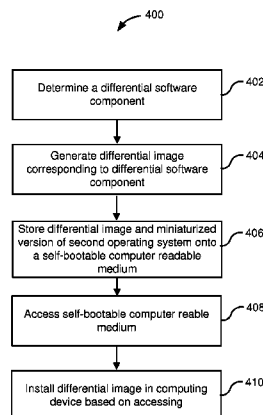 400
Determine a differential software
component
402
Generate differential image
corresponding to differential software
component
404
Store differential image and miniaturized
version of second operating system onto
a self-bootable computer readable
medium
406
Access self-bootable computer reable
medium
408
Install differential image in computing
device based on accessing
410